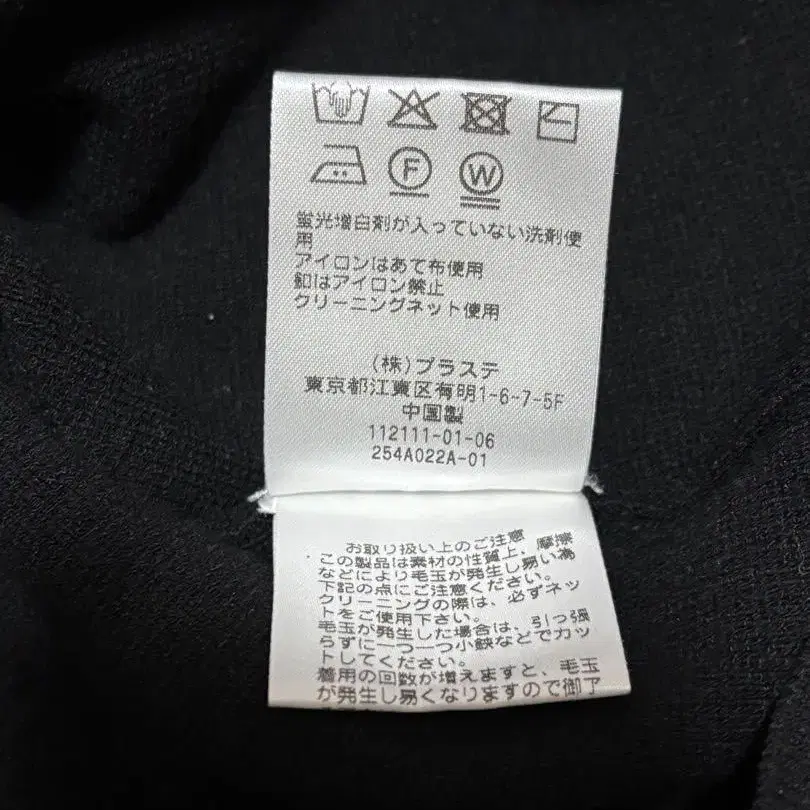 F W
蛍光増白剤が入っていない洗剤使
用
アイロンはあて布使用
釦はアイロン禁止
クリーニングネット使用
(株)プラステ
東京都江東区有明1-6-7-5F
中国製
112111-01-06
254A022A-01
お取り扱い上のご注意
この製品は素材の性質上、摩擦
などにより毛玉が発生し易い為
下記の点にご注意ください。
クリーニングの際は、必ずネッ
トをご使用下さい。
毛玉が発生した場合は、引っ張
らずに一つ一つ小鋏などでカッ
トしてください。
着用の回数が増えますと、毛玉
が発生し易くなりますので御了